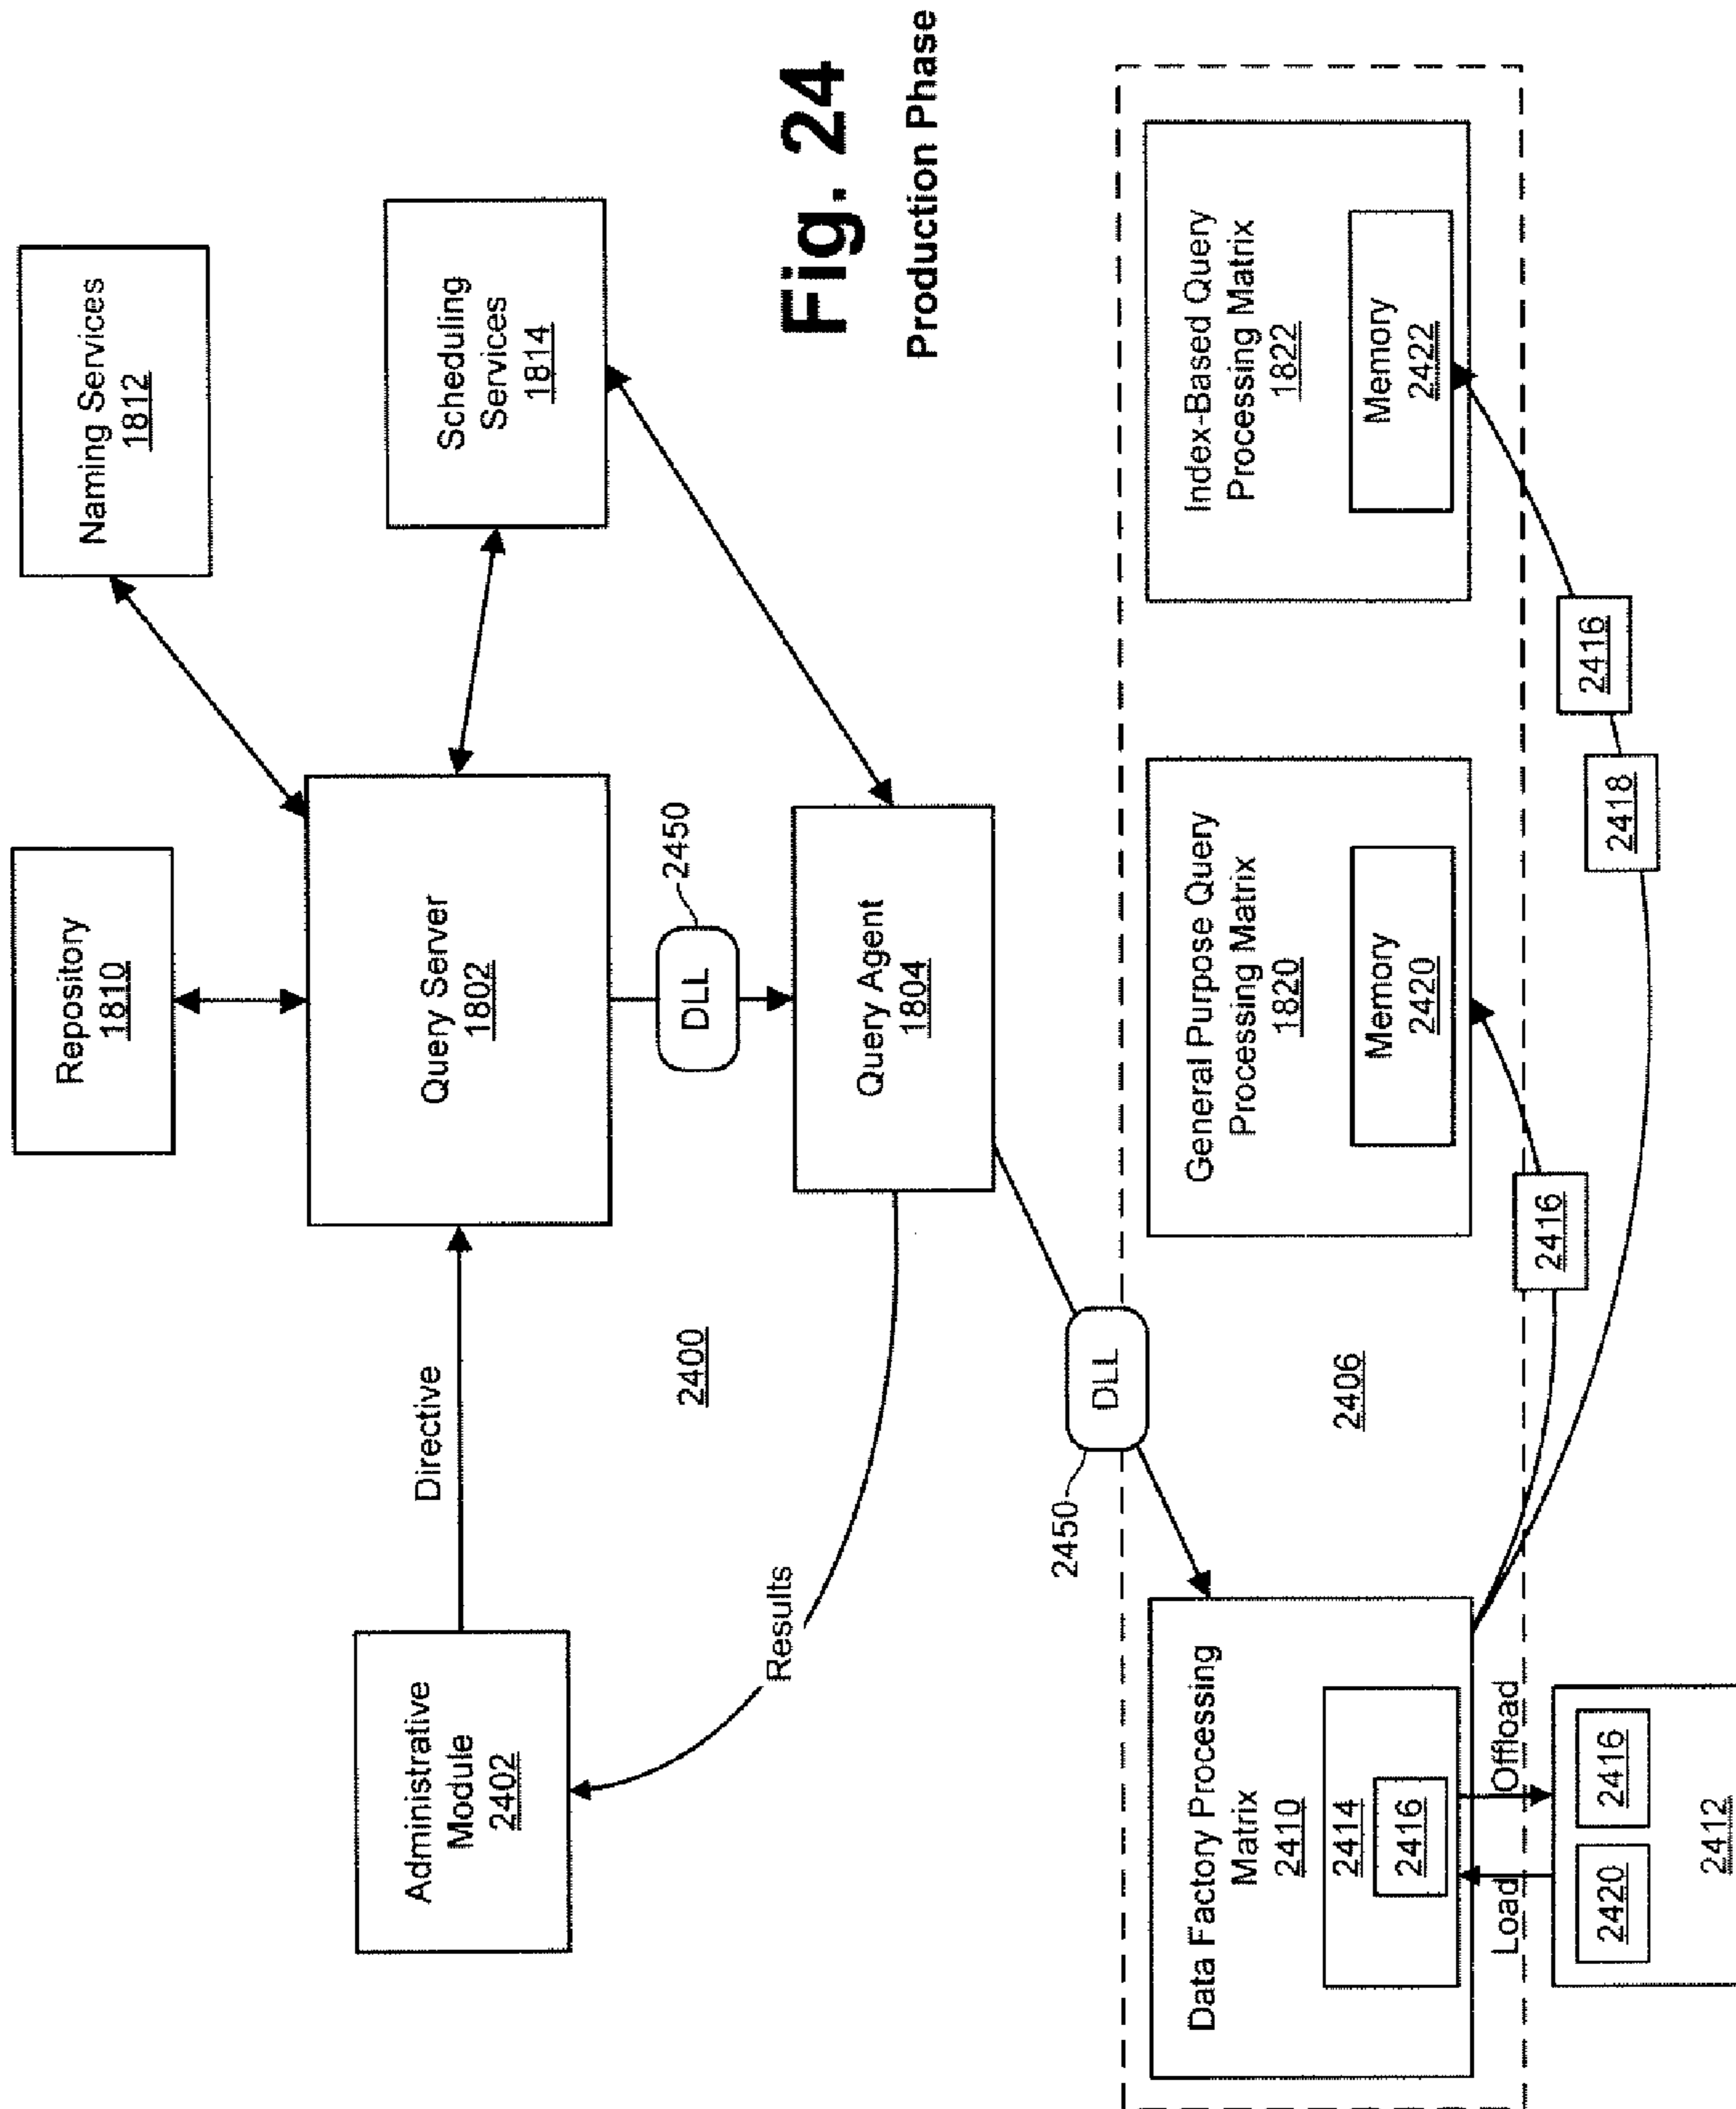 Repository
1810
Naming Services
1812
Administrative
Module
2402
Directive
Query Server
1802
Scheduling
Services
1814
2400
DLL
2450
Results
Query Agent
1804
Fig. 24
Production Phase
2450
DLL
2406
Data Factory Processing
Matrix
2410
2414
2416
General Purpose Query
Processing Matrix
1820
Memory
2420
Index-Based Query
Processing Matrix
1822
Memory
2422
Load
Offload
2416
2416
2418
2420
2416
2412